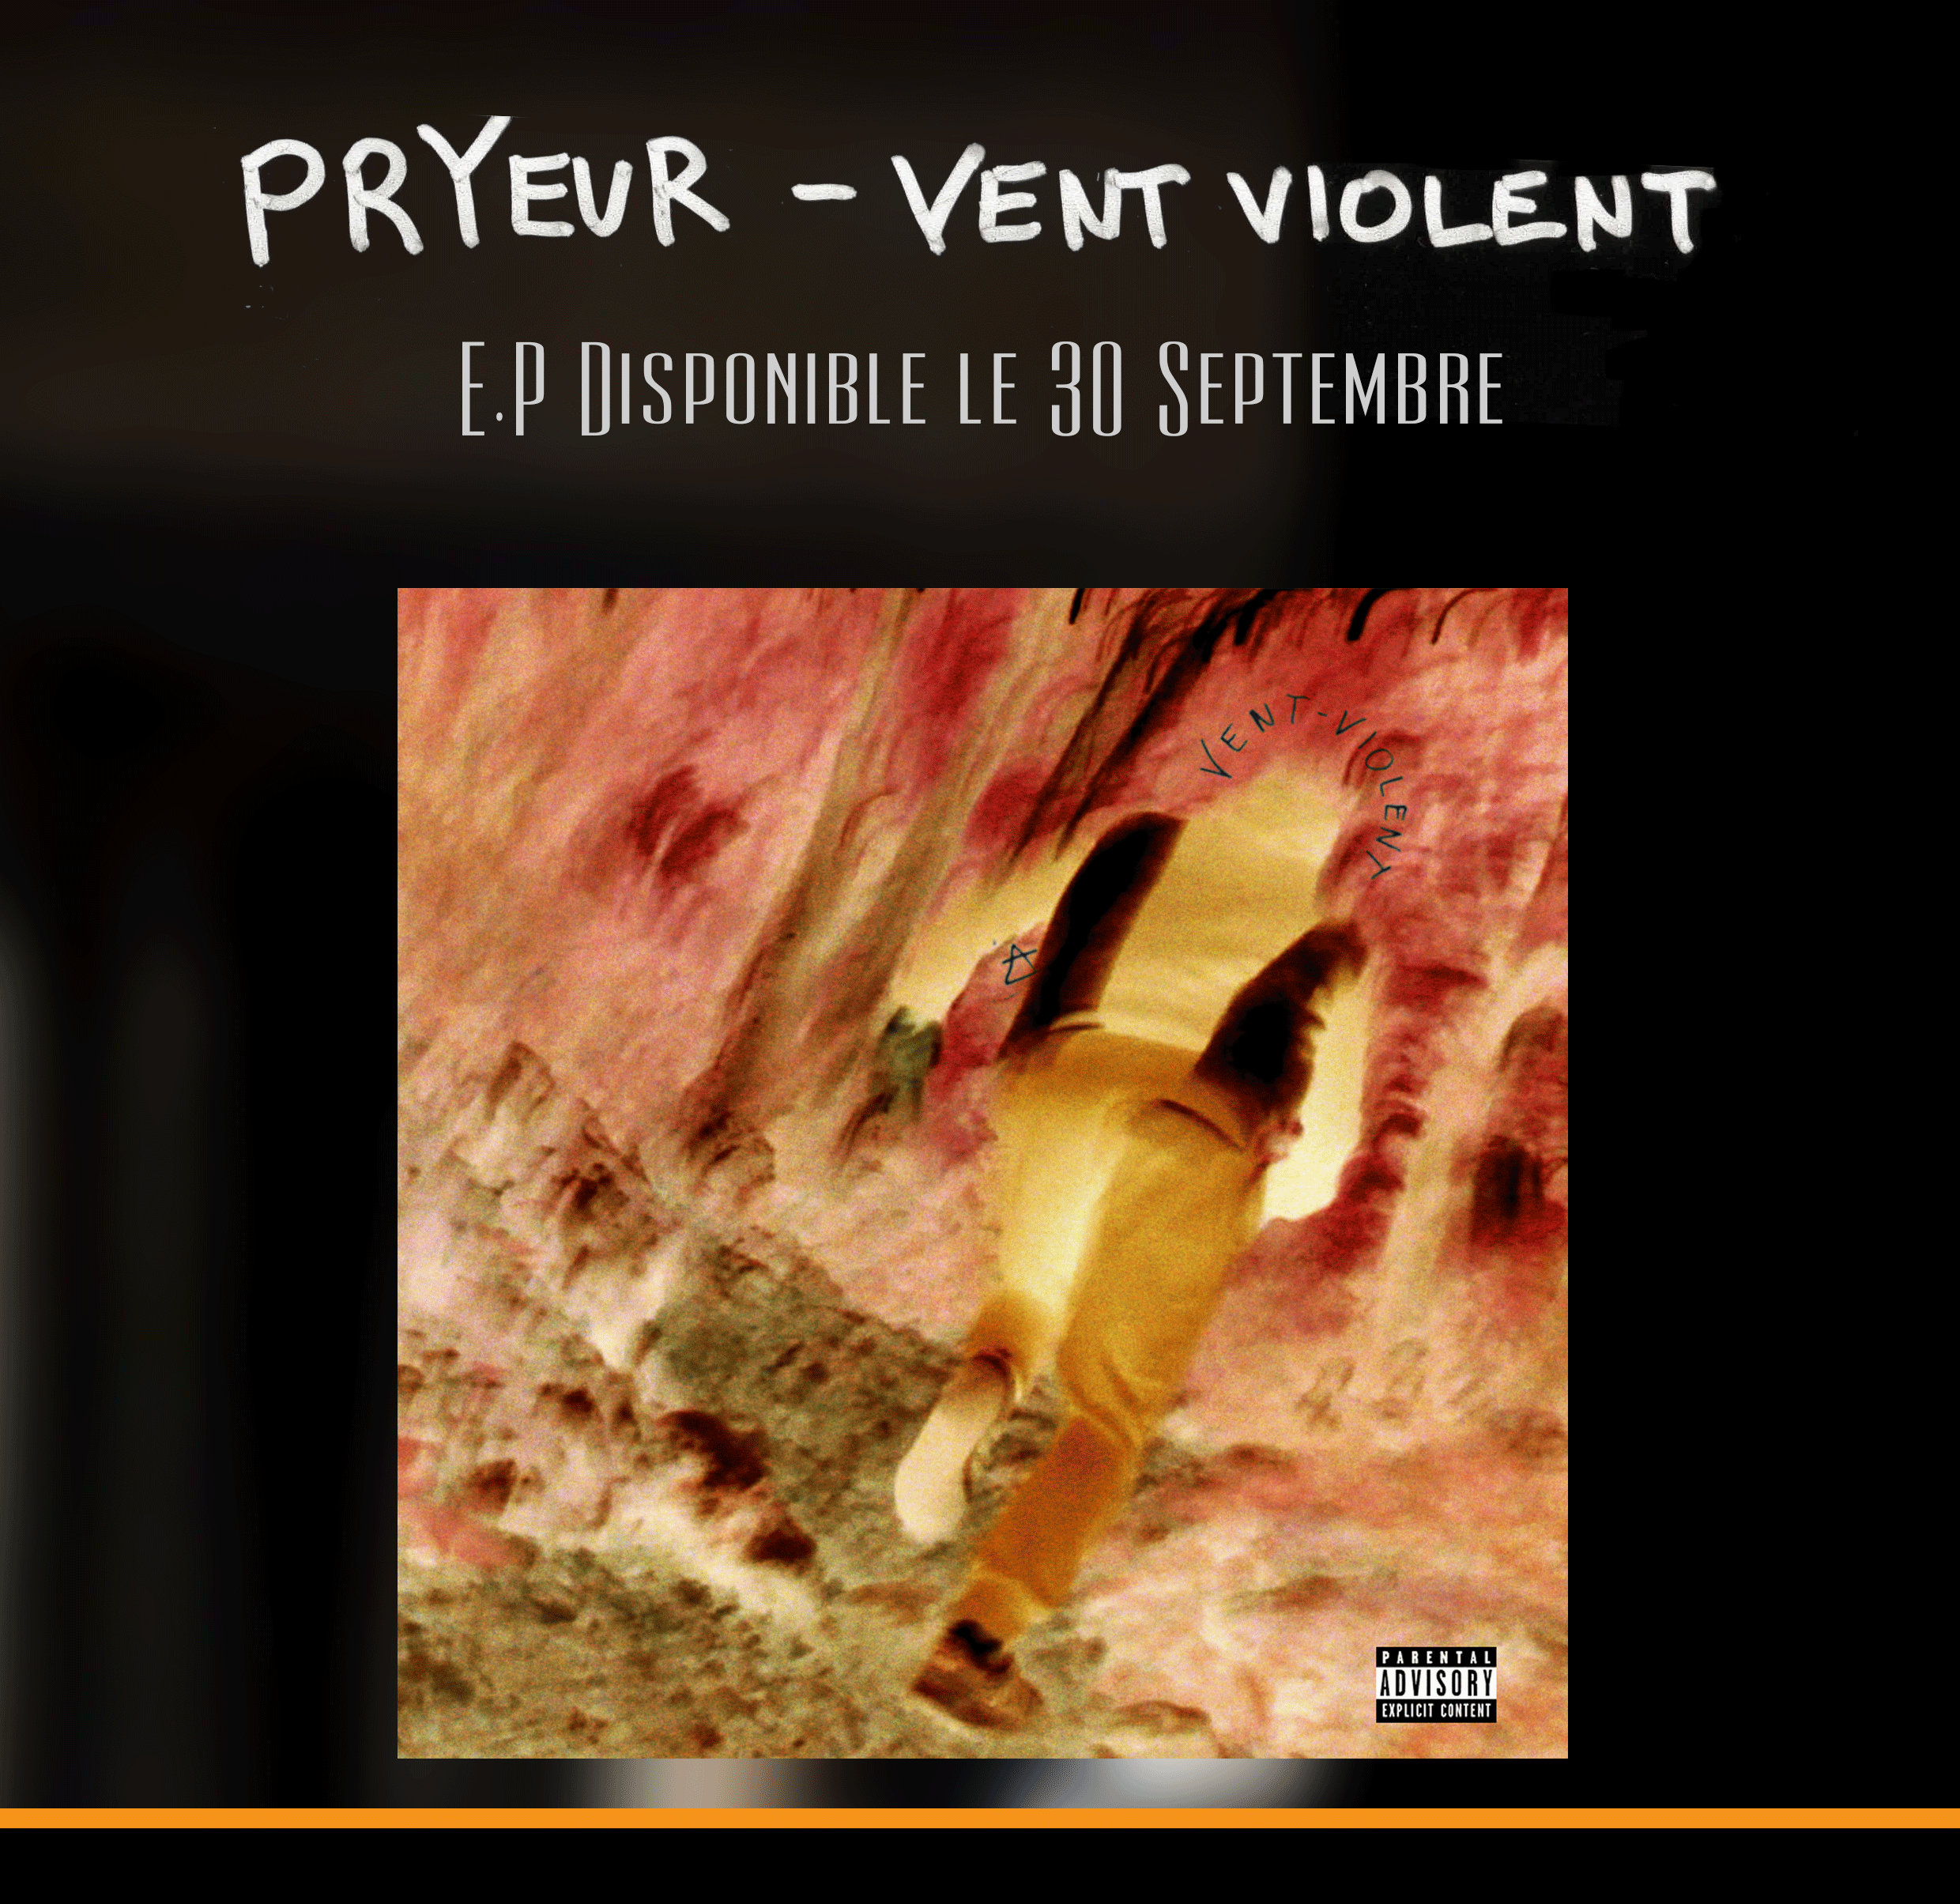 PRYEUR - VENT VIOLENT
E.P DISPONIBLE LE 30 SEPTEMBRE
VENT-VIOLENT
PARENTAL
ADVISORY
EXPLICIT CONTENT